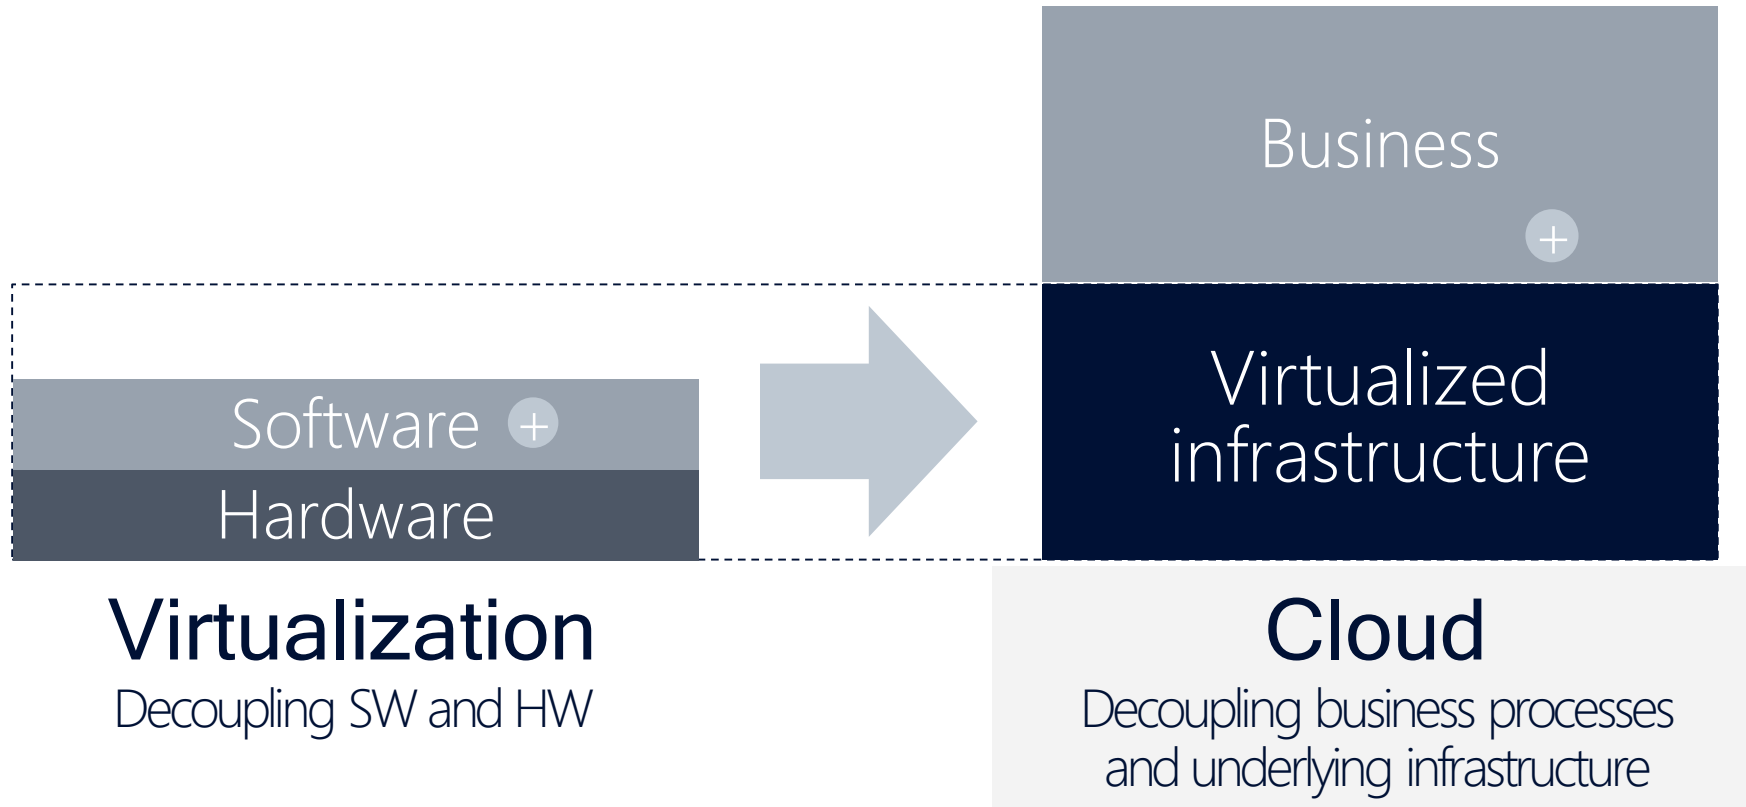 Business
+
Software +
Hardware
Virtualized
infrastructure
Virtualization
Decoupling SW and HW
Cloud
Decoupling business processes
and underlying infrastructure